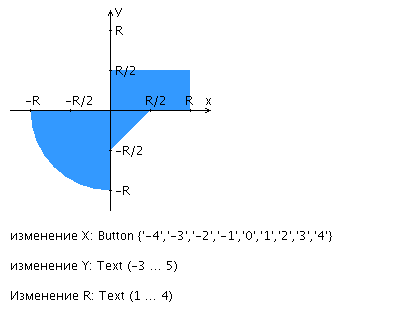 y
R
R/2
-R
-R/2
R/2
R
x
-R/2
-R
изменение X: Button {'-4','-3','-2','-1','0','1','2','3','4'}
изменение Y: Text (-3 ... 5)
Изменение R: Text (1 ... 4)